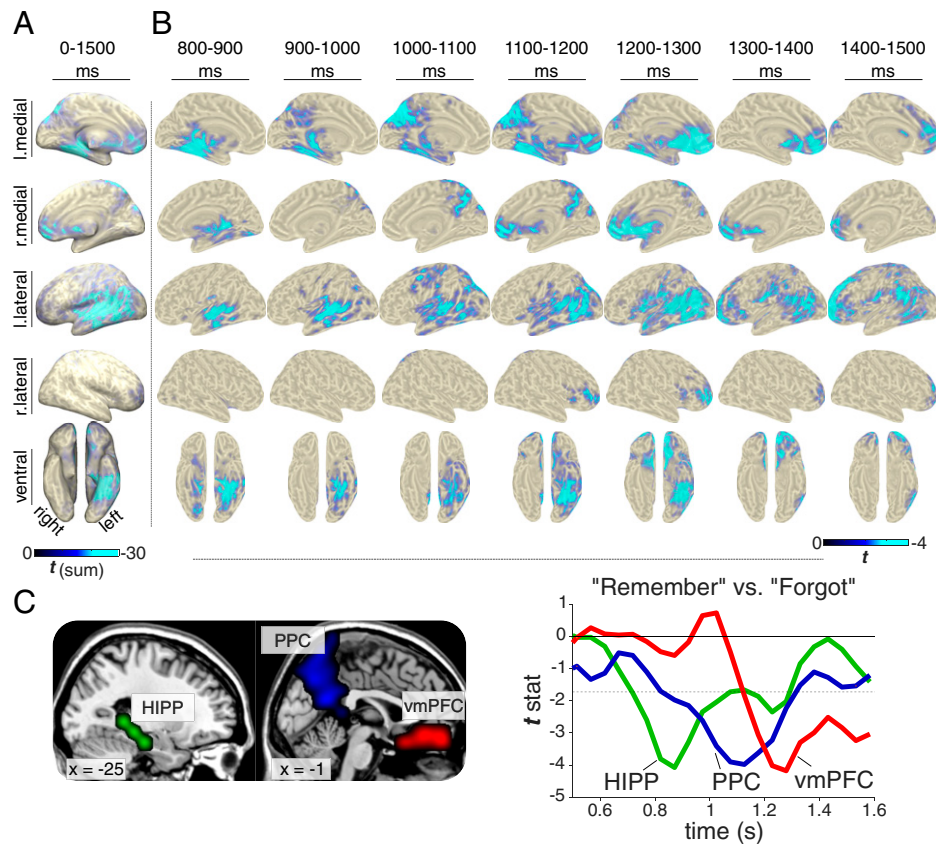 A
B
0-1500
ms
800-900
ms
900-1000
ms
1000-1100
ms
1100-1200
ms
1200-1300
ms
1300-1400
ms
1400-1500
ms
l.medial
r.medial
l.lateral
r.lateral
ventral
right
left
0
-30
t (sum)
0
-4
t
C
HIPP
x = -25
PPC
vmPFC
x = -1
"Remember" vs. "Forgot"
1
0
-1
-2
-3
-4
-5
t stat
HIPP
PPC
vmPFC
0.6
0.8
1
1.2
1.4
1.6
time (s)